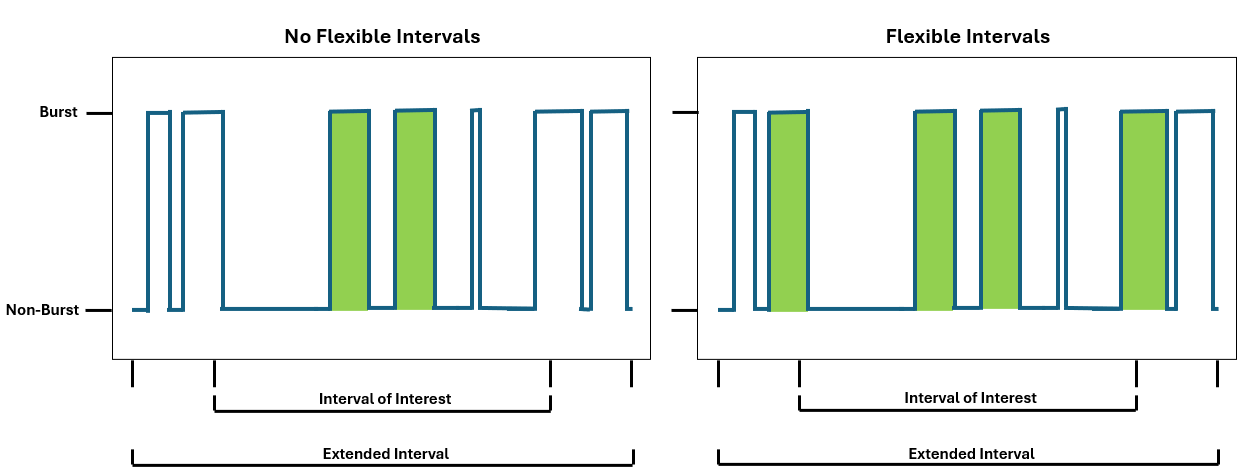 No Flexible Intervals
Flexible Intervals
Burst
Non-Burst
Interval of Interest
Interval of Interest
Extended Interval
Extended Interval